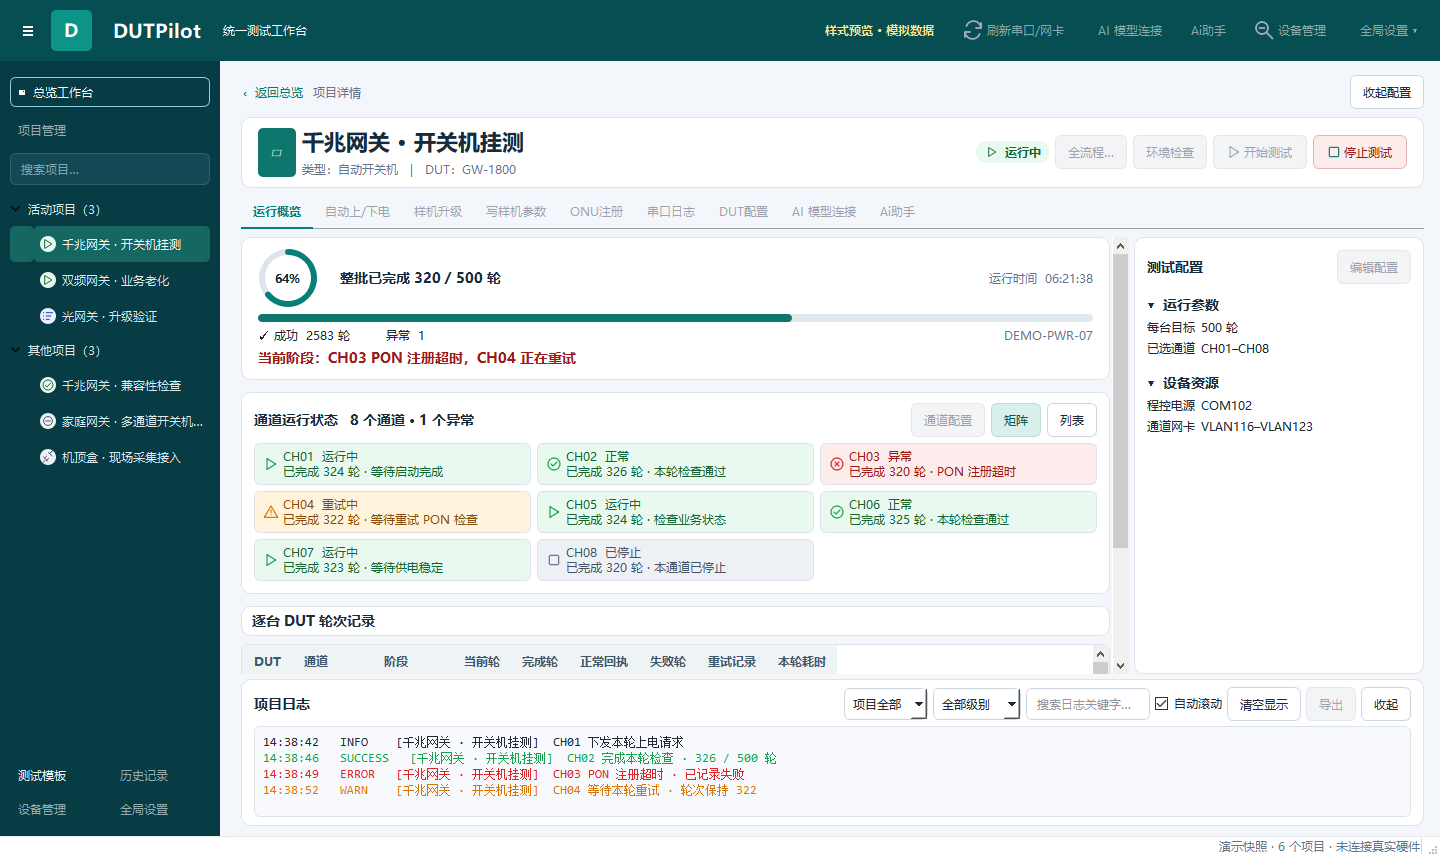 D DUTPilot 统一测试工作台 样式预览 • 模拟数据 刷新串口/网卡 AI 模型连接 Ai助手 设备管理 全局设置
总览工作台
项目管理
搜索项目...
活动项目（3）
千兆网关 · 开关机挂测
双频网关 · 业务老化
光网关 · 升级验证
其他项目（3）
千兆网关 · 兼容性检查
家庭网关 · 多通道开关机...
机顶盒 · 现场采集接入
测试模板 历史记录
设备管理 全局设置
‹ 返回总览 项目详情 收起配置
千兆网关 • 开关机挂测
类型：自动开关机 | DUT：GW-1800
运行中 全流程... 环境检查 开始测试 停止测试
运行概览 自动上/下电 样机升级 写样机参数 ONU注册 串口日志 DUT配置 AI 模型连接 Ai助手
64% 整批已完成 320 / 500 轮 运行时间 06:21:38
✓ 成功 2583 轮 异常 1 DEMO-PWR-07
当前阶段：CH03 PON 注册超时，CH04 正在重试
通道运行状态 8 个通道 • 1 个异常 通道配置 矩阵 列表
CH01 运行中
已完成 324 轮 · 等待启动完成
CH02 正常
已完成 326 轮 · 本轮检查通过
CH03 异常
已完成 320 轮 · PON 注册超时
CH04 重试中
已完成 322 轮 · 等待重试 PON 检查
CH05 运行中
已完成 324 轮 · 检查业务状态
CH06 正常
已完成 325 轮 · 本轮检查通过
CH07 运行中
已完成 323 轮 · 等待供电稳定
CH08 已停止
已完成 320 轮 · 本通道已停止
逐台 DUT 轮次记录
DUT 通道 阶段 当前轮 完成轮 正常回执 失败轮 重试记录 本轮耗时
测试配置 编辑配置
运行参数
每台目标 500 轮
已选通道 CH01–CH08
设备资源
程控电源 COM102
通道网卡 VLAN116–VLAN123
项目日志 项目全部 全部级别 搜索日志关键字... 自动滚动 清空显示 导出 收起
14:38:42 INFO [千兆网关 · 开关机挂测] CH01 下发本轮上电请求
14:38:46 SUCCESS [千兆网关 · 开关机挂测] CH02 完成本轮检查 · 326 / 500 轮
14:38:49 ERROR [千兆网关 · 开关机挂测] CH03 PON 注册超时 · 已记录失败
14:38:52 WARN [千兆网关 · 开关机挂测] CH04 等待本轮重试 · 轮次保持 322
演示快照 · 6 个项目 · 未连接真实硬件